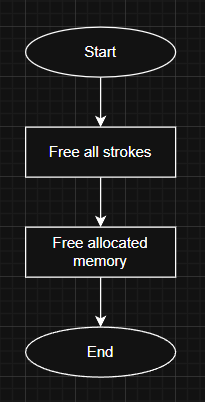 Start
Free all strokes
Free allocated
memory
End